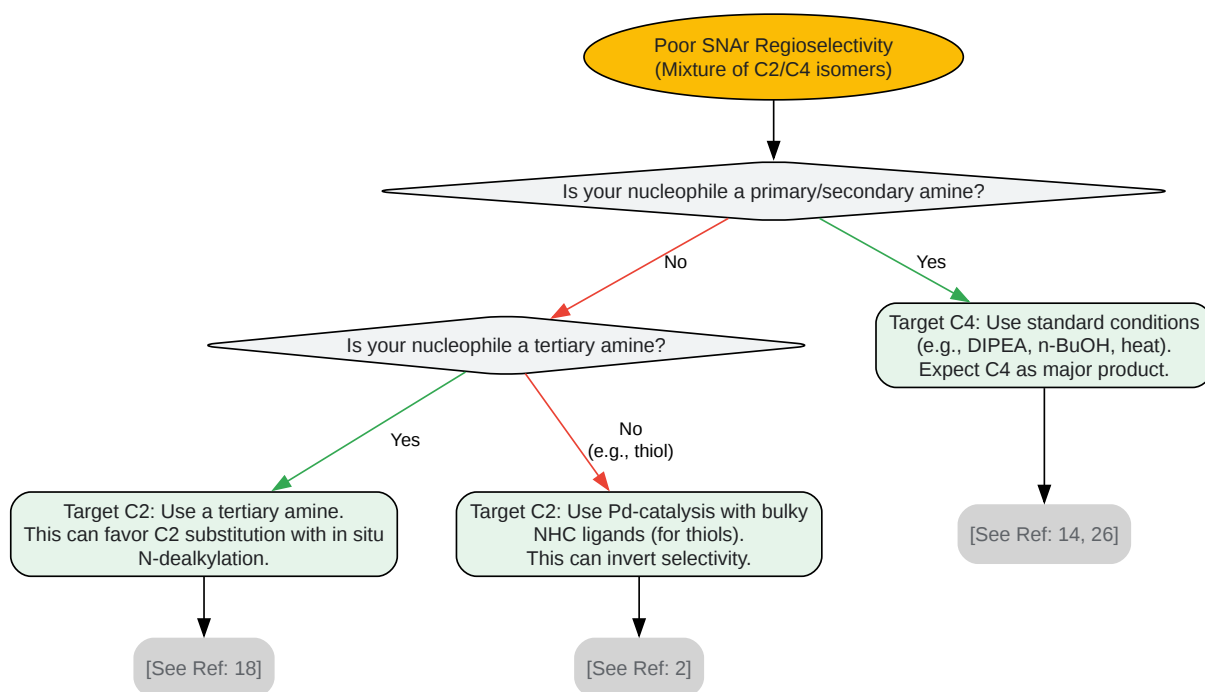 Poor SNAr Regioselectivity
(Mixture of C2/C4 isomers)
Is your nucleophile a primary/secondary amine?
No
Yes
Is your nucleophile a tertiary amine?
Target C4: Use standard conditions
(e.g., DIPEA, n-BuOH, heat).
Expect C4 as major product.
Yes
No
(e.g., thiol)
Target C2: Use a tertiary amine.
This can favor C2 substitution with in situ
N-dealkylation.
Target C2: Use Pd-catalysis with bulky
NHC ligands (for thiols).
This can invert selectivity.
[See Ref: 14, 26]
[See Ref: 18]
[See Ref: 2]